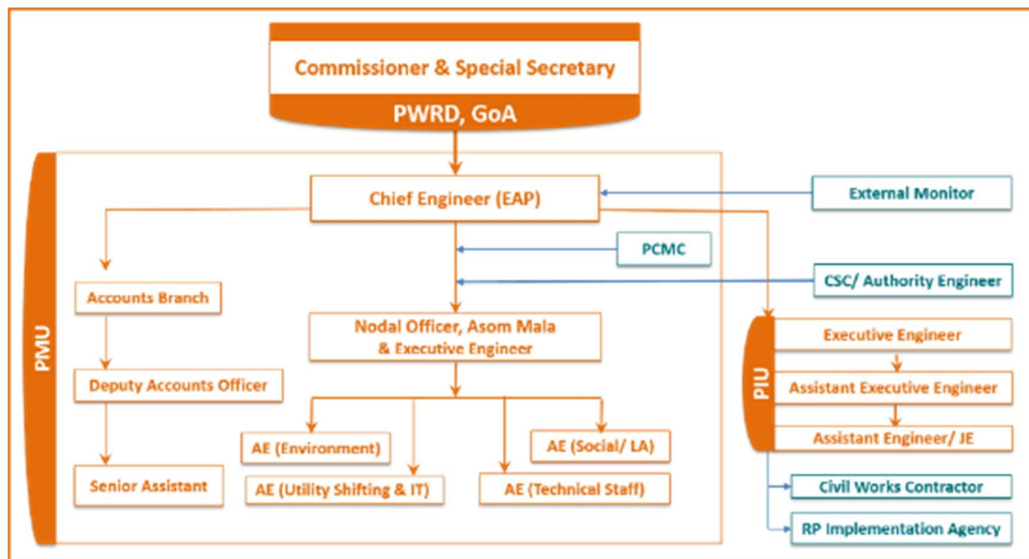 Commissioner & Special Secretary
PWRD, GoA
PMU
Chief Engineer (EAP)
External Monitor
PCMC
CSC/ Authority Engineer
Accounts Branch
Nodal Officer, Asom Mala
& Executive Engineer
PIU
Executive Engineer
Deputy Accounts Officer
Assistant Executive Engineer
AE (Environment)
AE (Social/ LA)
Assistant Engineer/ JE
Senior Assistant
AE (Utility Shifting & IT)
AE (Technical Staff)
Civil Works Contractor
RP Implementation Agency